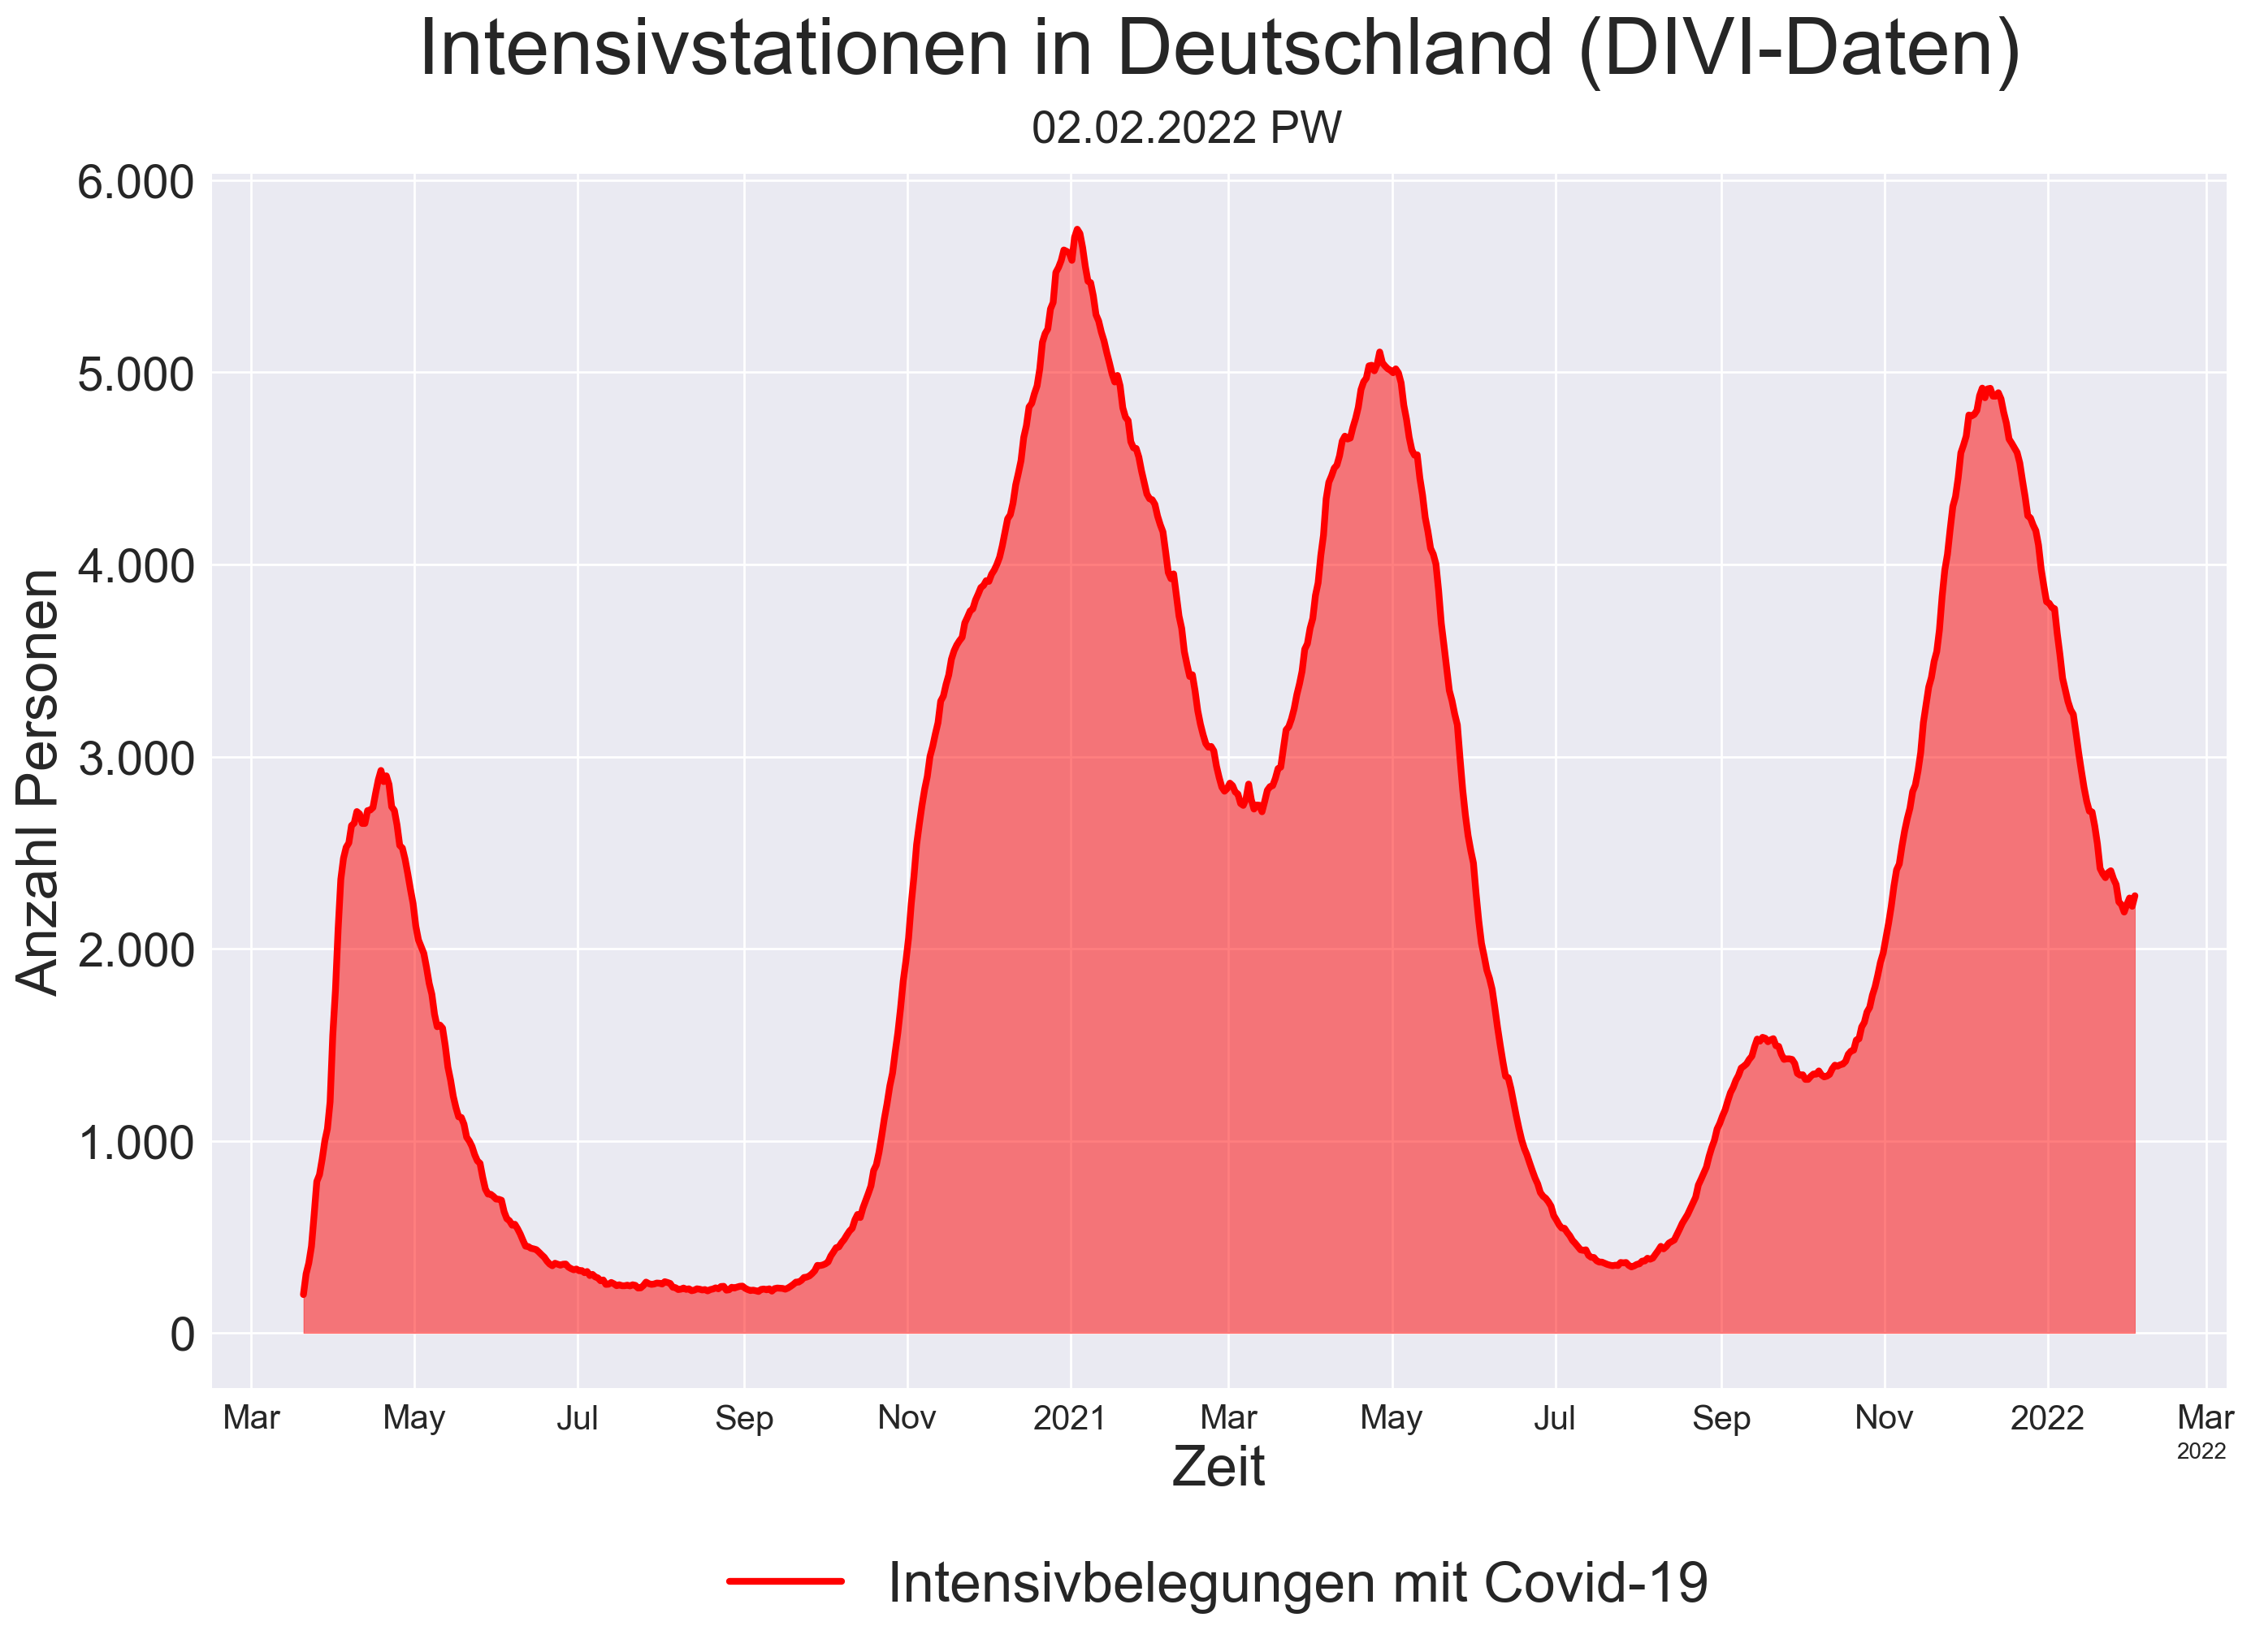 Intensivstationen in Deutschland (DIVI-Daten)
02.02.2022 PW
Anzahl Personen
6.000
5.000
4.000
3.000
2.000
1.000
0
Mar May Jul Sep Nov 2021 Mar May Jul Sep Nov 2022 Mar
2022
Zeit
Intensivbelegungen mit Covid-19